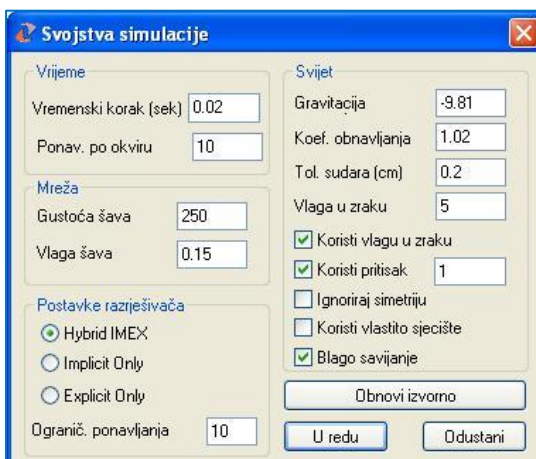 Svojstva simulacije
Vrijeme
Vremenski korak (sek) 0.02
Ponav. po okviru 10
Mreža
Gustoća šava 250
Vlaga šava 0.15
Postavke razrješivača
Hybrid IMEX
Implicit Only
Explicit Only
Ogranič. ponavljanja 10
Svijet
Gravitacija -9.81
Koef. obnavljanja 1.02
Tol. sudara (cm) 0.2
Vlaga u zraku 5
Koristi vlagu u zraku
Koristi pritisak 1
Ignoriraj simetriju
Koristi vlastito sjecište
Blago savijanje
Obnovi izvorno
U redu Odustani